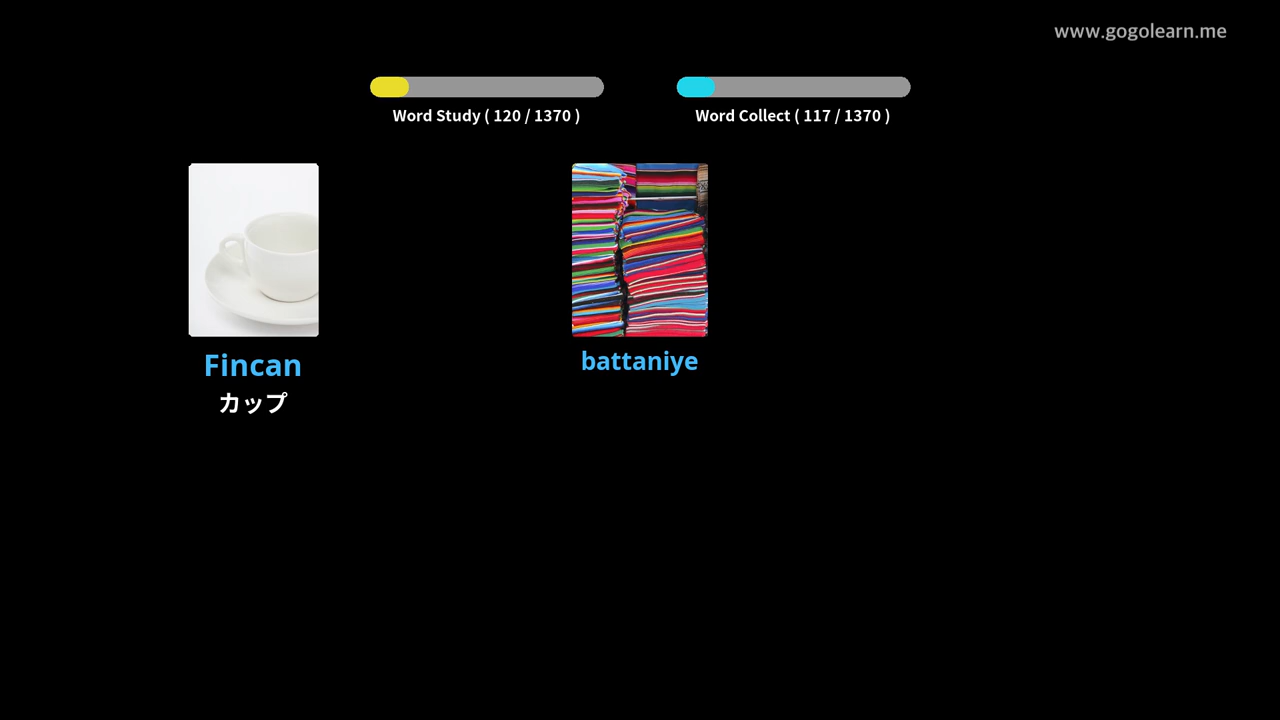 www.gogolearn.me
Word Study ( 120 / 1370 )
Word Collect ( 117 / 1370 )
Fincan
カップ
battaniye